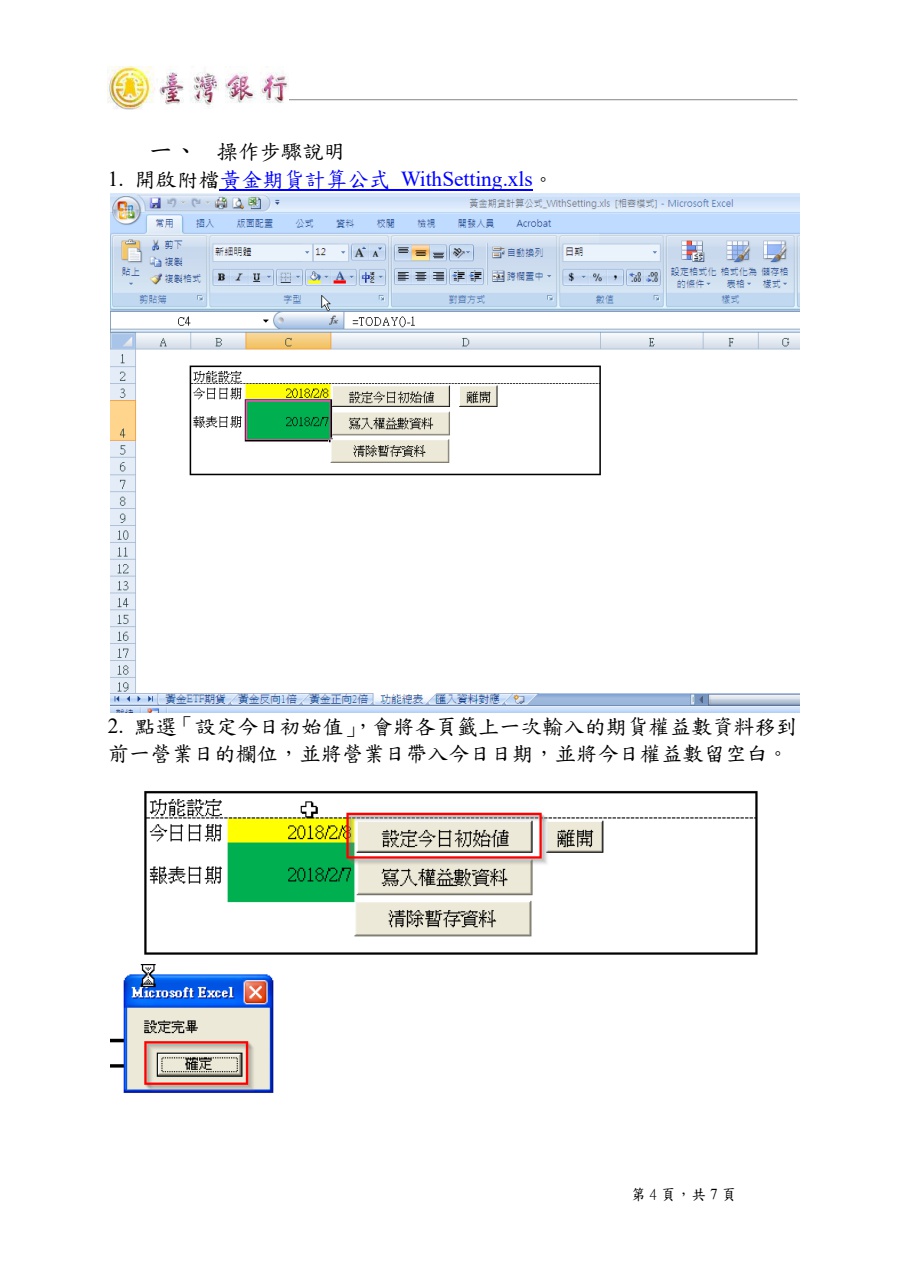 臺灣銀行
一、 操作步驟說明
1. 開啟附檔黃金期貨計算公式 WithSetting.xls。
黃金期貨計算公式_WithSetting.xls [相容模式] - Microsoft Excel
常用 插入 版面配置 公式 資料 校閱 檢視 開發人員 Acrobat
剪下
複製
貼上
複製格式
剪貼簿
新細明體 12
B I U
字型
自動換列
跨欄置中
對齊方式
日期
$ % ,
數值
設定格式化的條件 格式化為表格 儲存格樣式
樣式
C4 fx =TODAY()-1
A B C D E F G
1
2 功能設定
3 今日日期 2018/2/8 設定今日初始值 離開
4 報表日期 2018/2/7 寫入權益數資料
5 清除暫存資料
6
7
8
9
10
11
12
13
14
15
16
17
18
19
黃金ETF期貨 黃金反向1倍 黃金正向2倍 功能總表 匯入資料對應
2. 點選「設定今日初始值」，會將各頁籤上一次輸入的期貨權益數資料移到
前一營業日的欄位，並將營業日帶入今日日期，並將今日權益數留空白。
功能設定
今日日期 2018/2/8 設定今日初始值 離開
報表日期 2018/2/7 寫入權益數資料
清除暫存資料
Microsoft Excel
設定完畢
確定
第 4 頁，共 7 頁